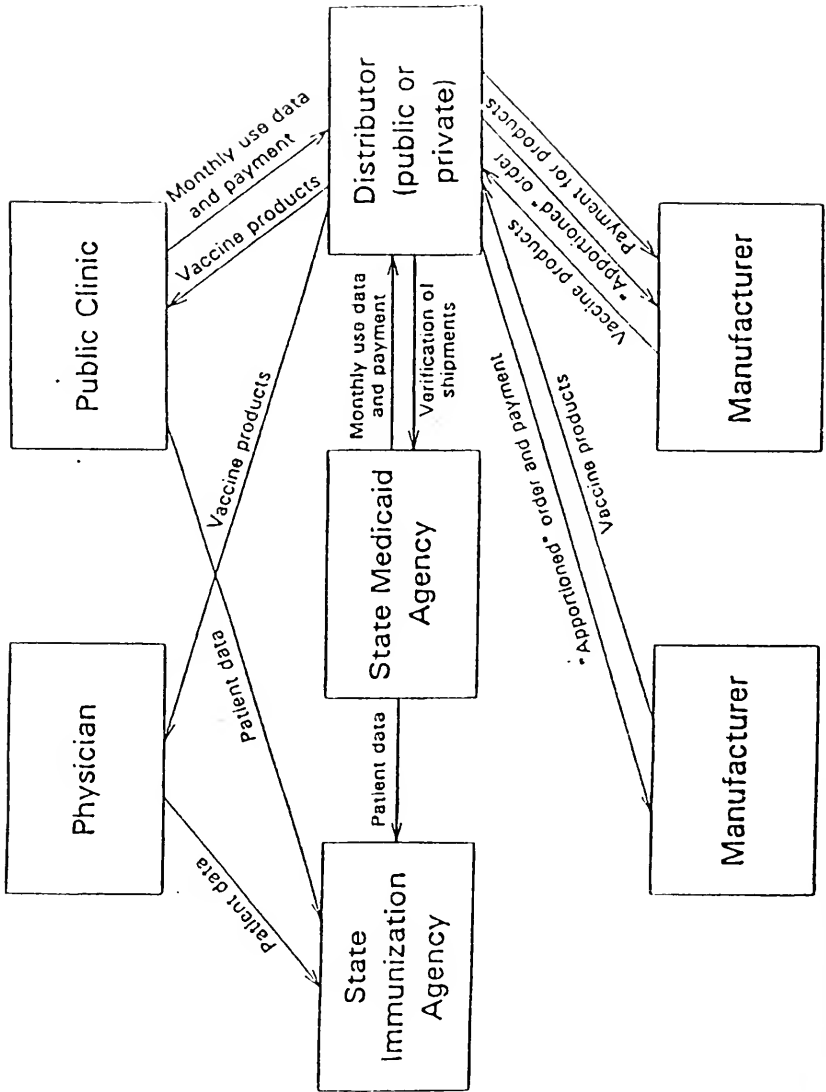 Physician
Public Clinic
Patient data
Patient data
Vaccine products
Vaccine products
Monthly use data
and payment
State
Immunization
Agency
Patient data
State Medicaid
Agency
Monthly use data
and payment
Verification of
shipments
Distributor
(public or
private)
"Apportioned" order and payment
Vaccine products
Vaccine products
"Apportioned" order
Payment for products
Manufacturer
Manufacturer